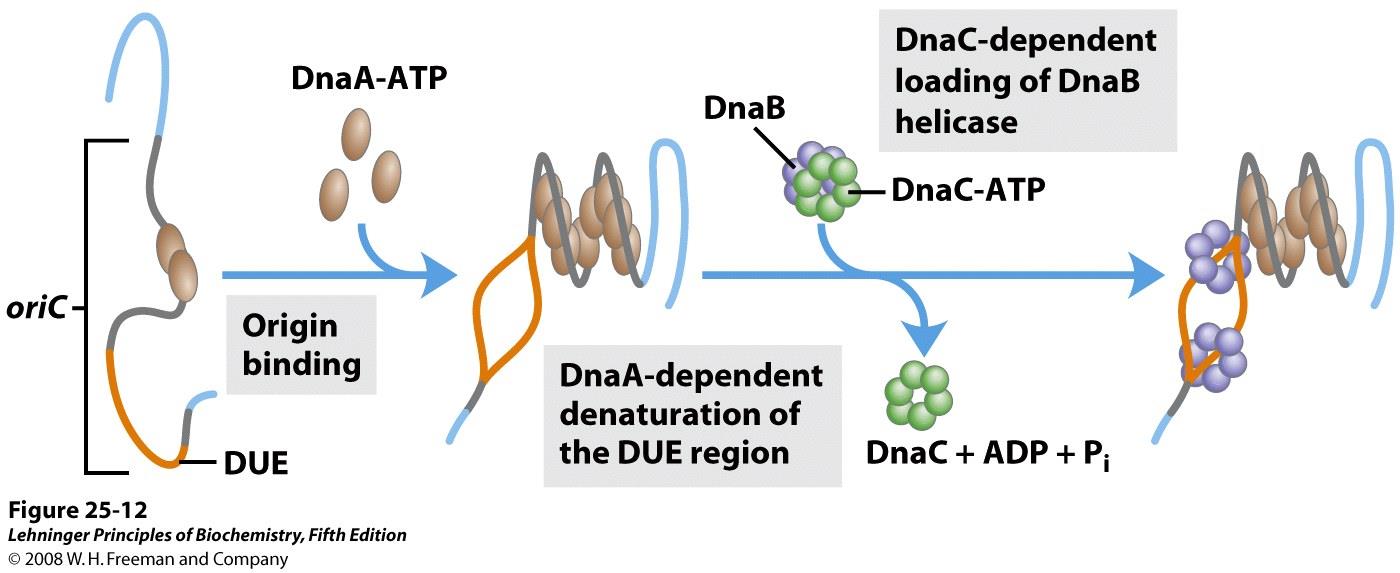 DnaA-ATP
oriC
Origin
binding
DUE
DnaA-dependent
denaturation of
the DUE region
DnaB
DnaC-ATP
DnaC-dependent
loading of DnaB
helicase
DnaC + ADP + Pi
Figure 25-12
Lehninger Principles of Biochemistry, Fifth Edition
© 2008 W. H. Freeman and Company